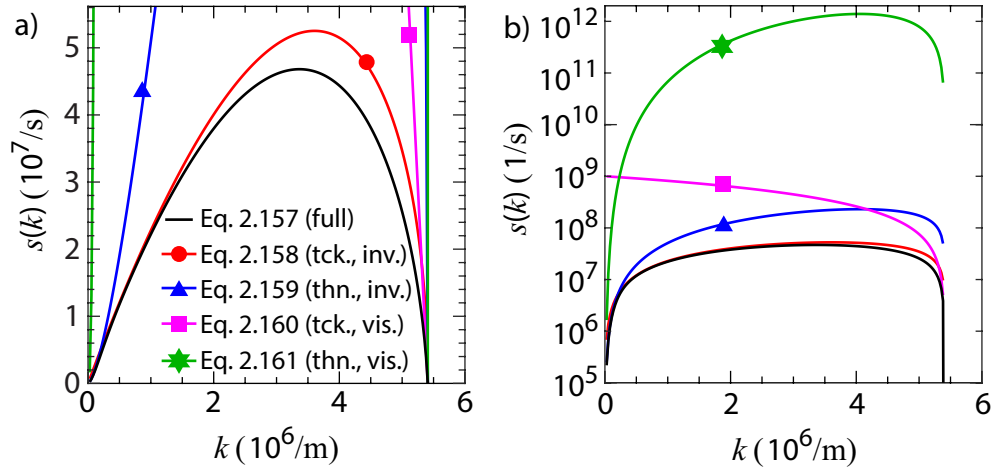 a)
5
4
3
2
1
0
s(k) (10⁷/s)
Eq. 2.157 (full)
Eq. 2.158 (tck., inv.)
Eq. 2.159 (thn., inv.)
Eq. 2.160 (tck., vis.)
Eq. 2.161 (thn., vis.)
0 2 4 6
k (10⁶/m)
b)
10¹²
10¹¹
10¹⁰
10⁹
10⁸
10⁷
10⁶
10⁵
s(k) (1/s)
0 2 4 6
k (10⁶/m)